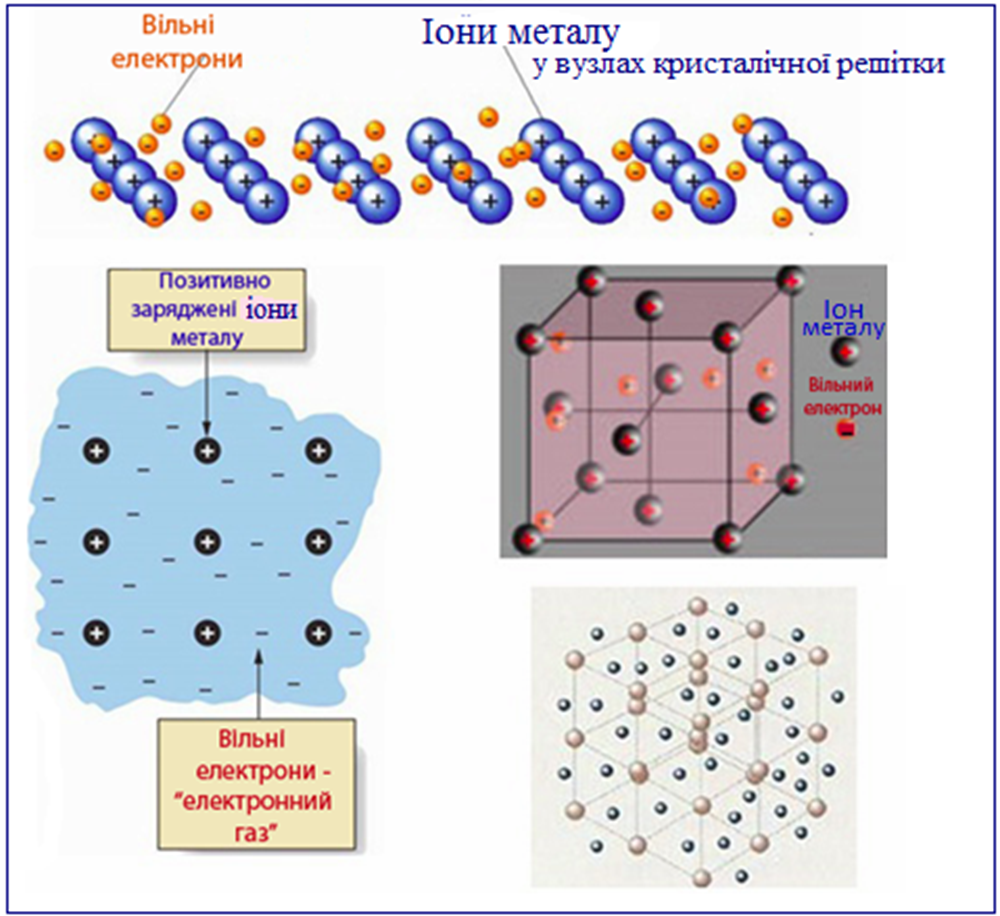 Вільні
електрони
Іони металу
у вузлах кристалічної решітки
Позитивно
заряджені іони
металу
Вільні
електрони -
"електронний
газ"
Іон
металу
Вільний
електрон